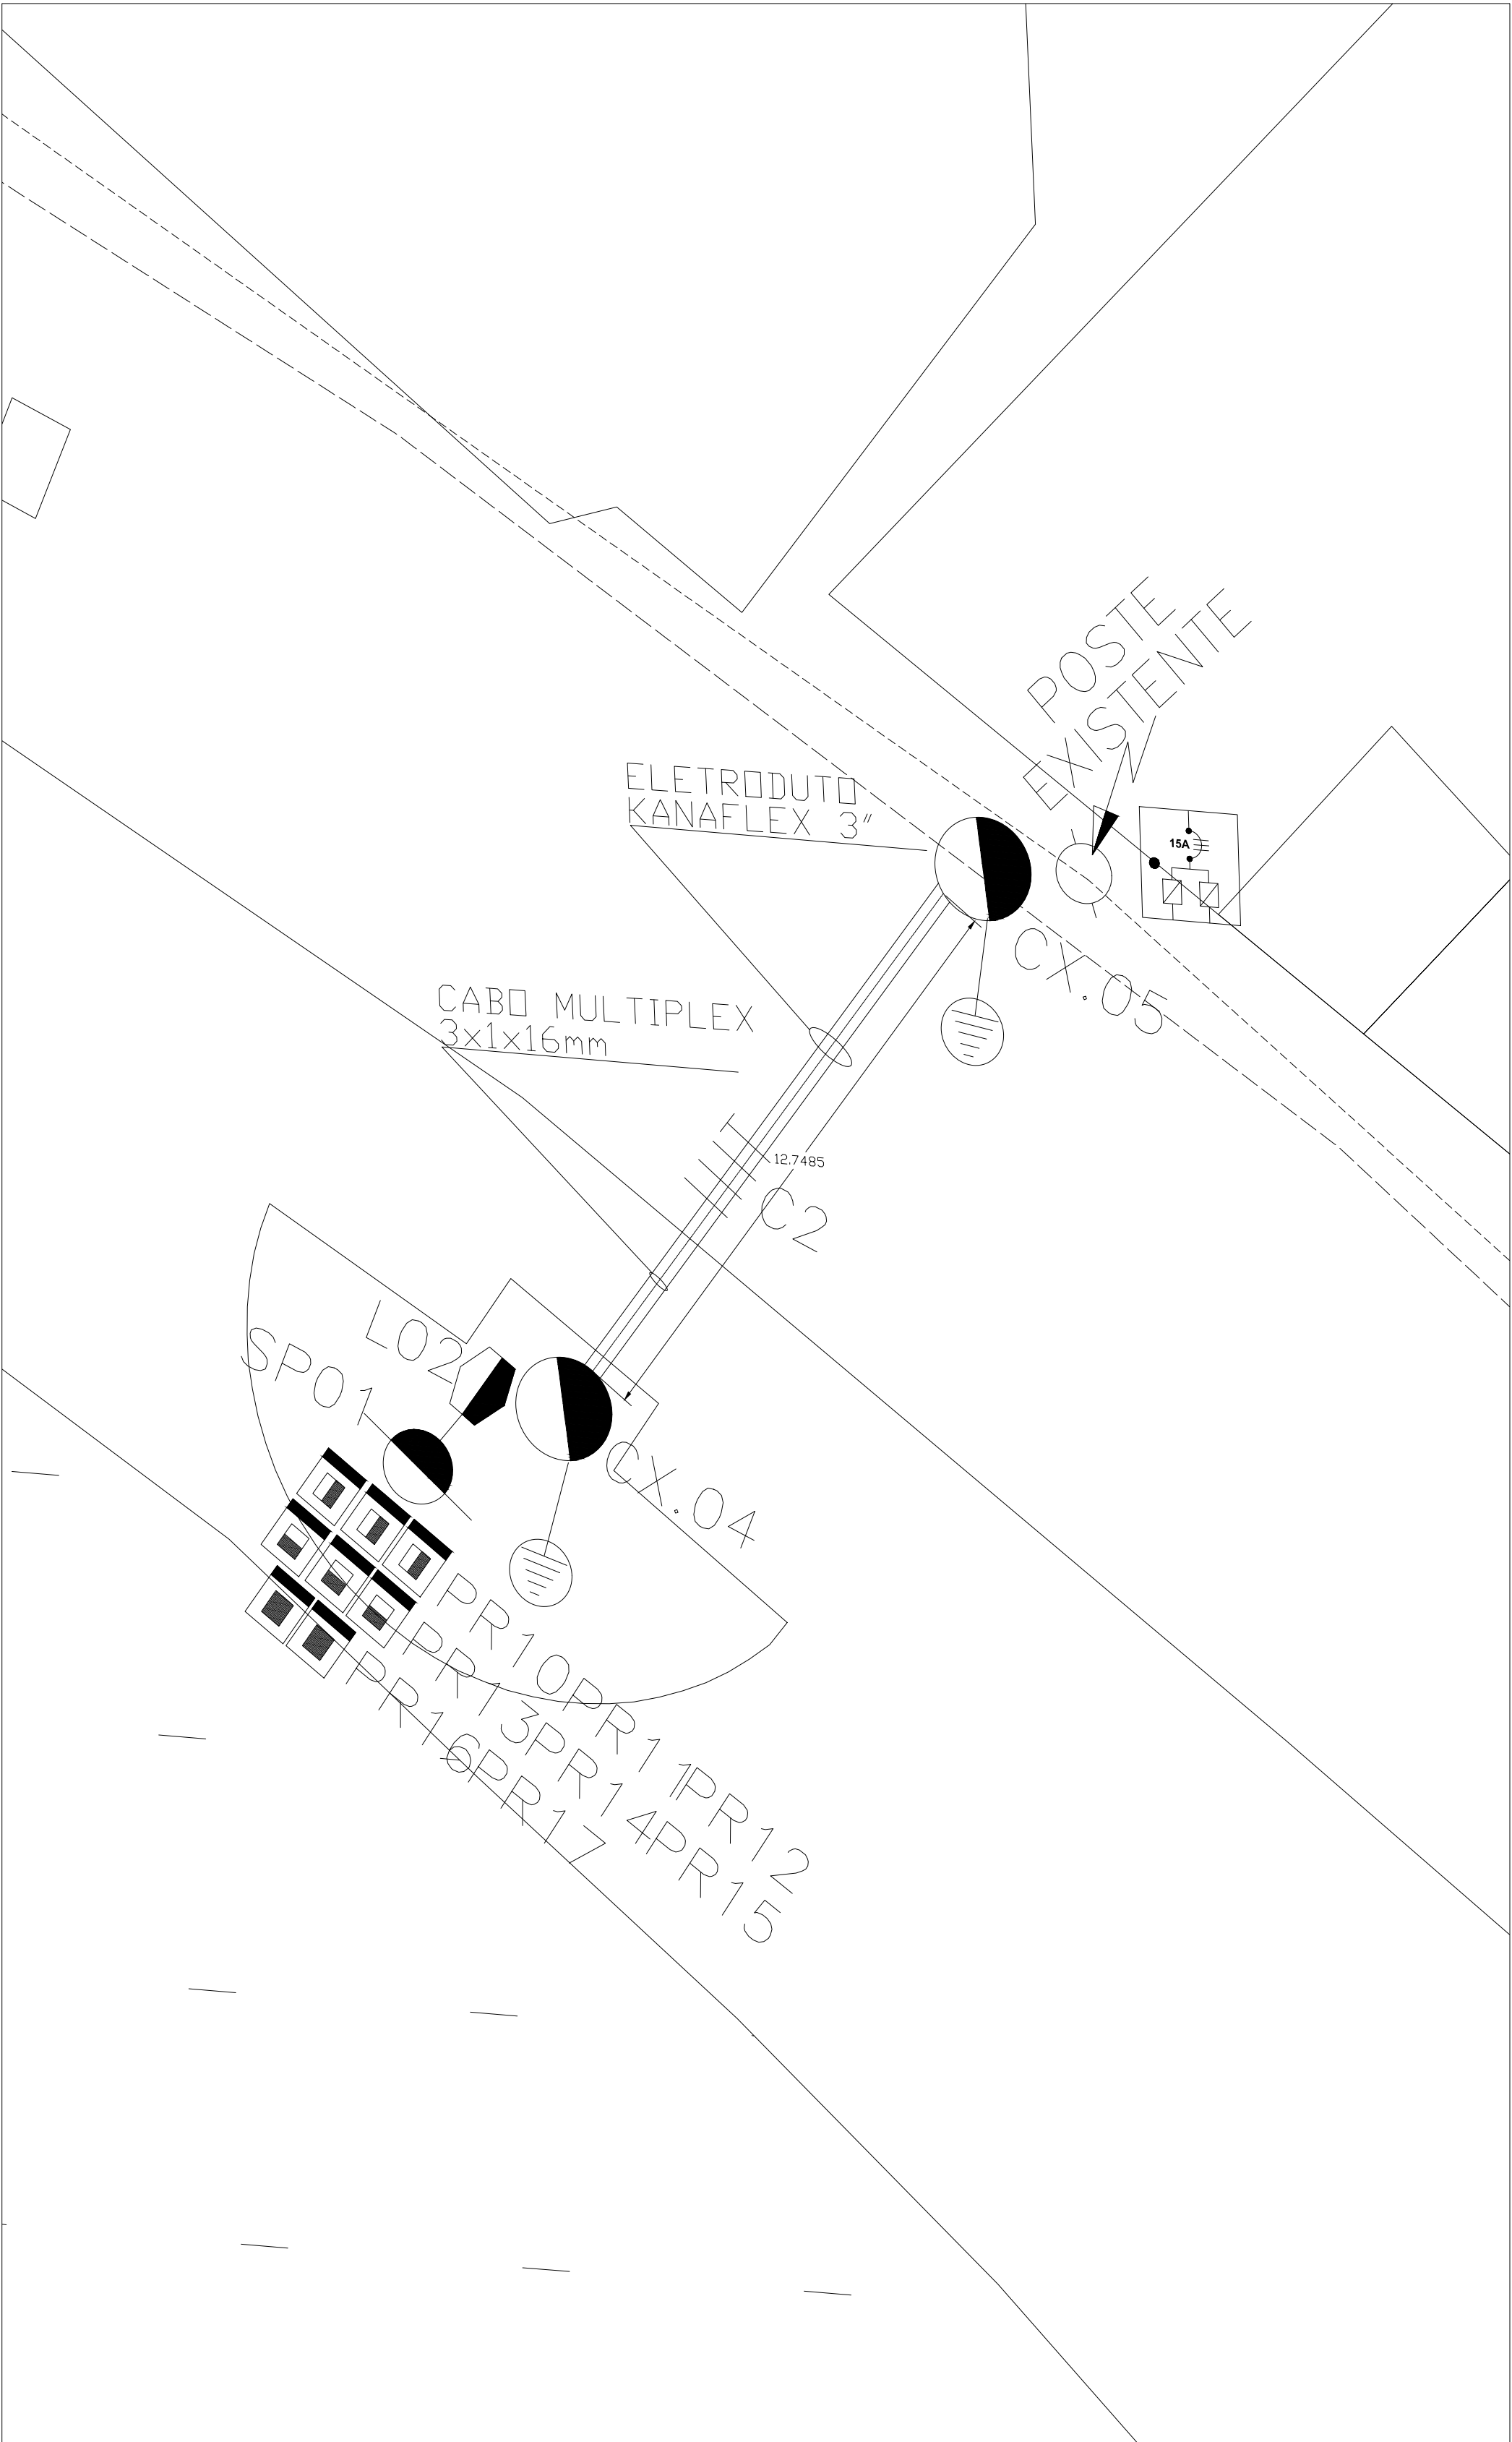 POSTE
EXISTENTE
ELETRODUTO
KANAFLEX 3"
15A
CX.05
CABO MULTIPLEX
3x1x16mm
12.7485
C2
L02
SP01
CX.04
PR10PR11PR12
PR13PR14PR15
PR16PR17